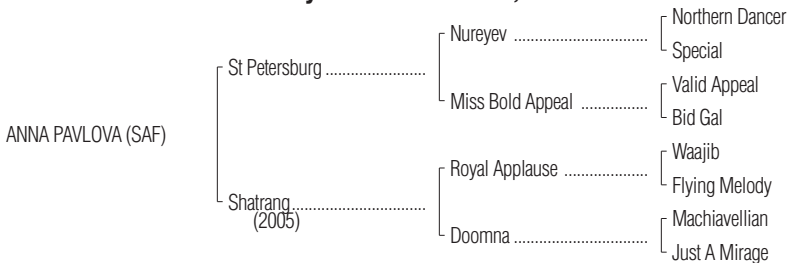 Northern Dancer
Nureyev ................................
Special
St Petersburg ........................
Valid Appeal
Miss Bold Appeal ................
Bid Gal
ANNA PAVLOVA (SAF)
Waajib
Royal Applause ....................
Flying Melody
Shatrang................................
(2005)
Machiavellian
Doomna ................................
Just A Mirage